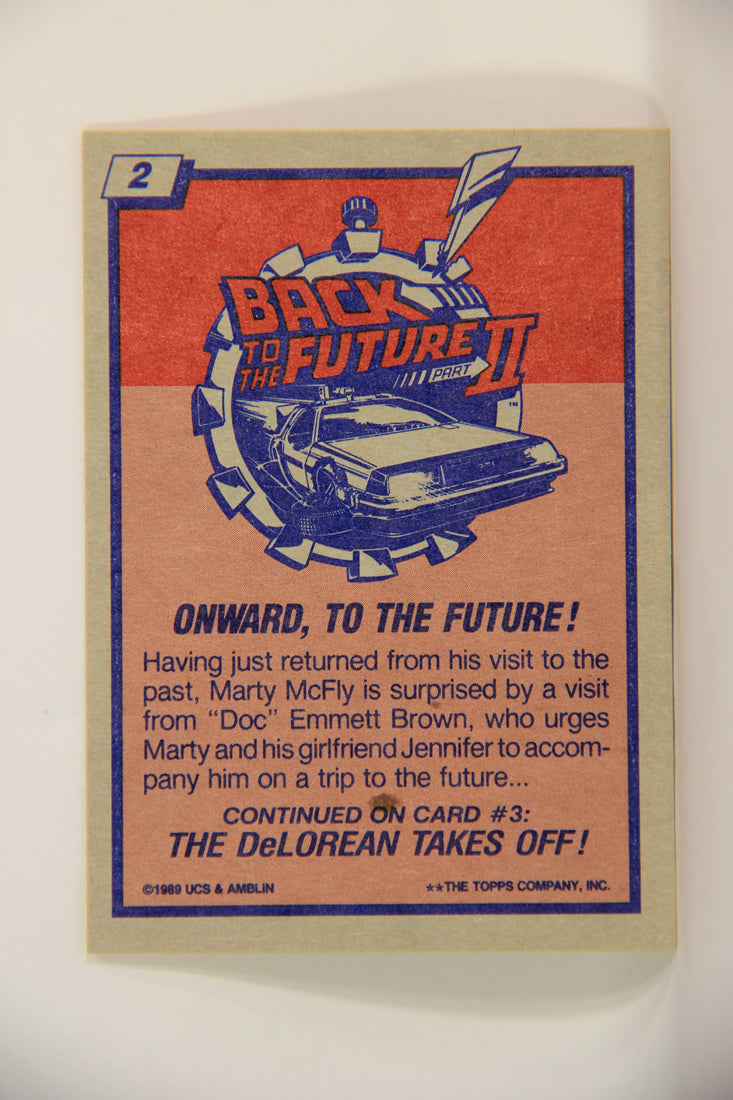 2
BACK
TO
THE FUTURE
PART II
TM
ONWARD, TO THE FUTURE!
Having just returned from his visit to the
past, Marty McFly is surprised by a visit
from “Doc” Emmett Brown, who urges
Marty and his girlfriend Jennifer to accom-
pany him on a trip to the future...
CONTINUED ON CARD #3:
THE DeLOREAN TAKES OFF!
©1989 UCS & AMBLIN
**THE TOPPS COMPANY, INC.